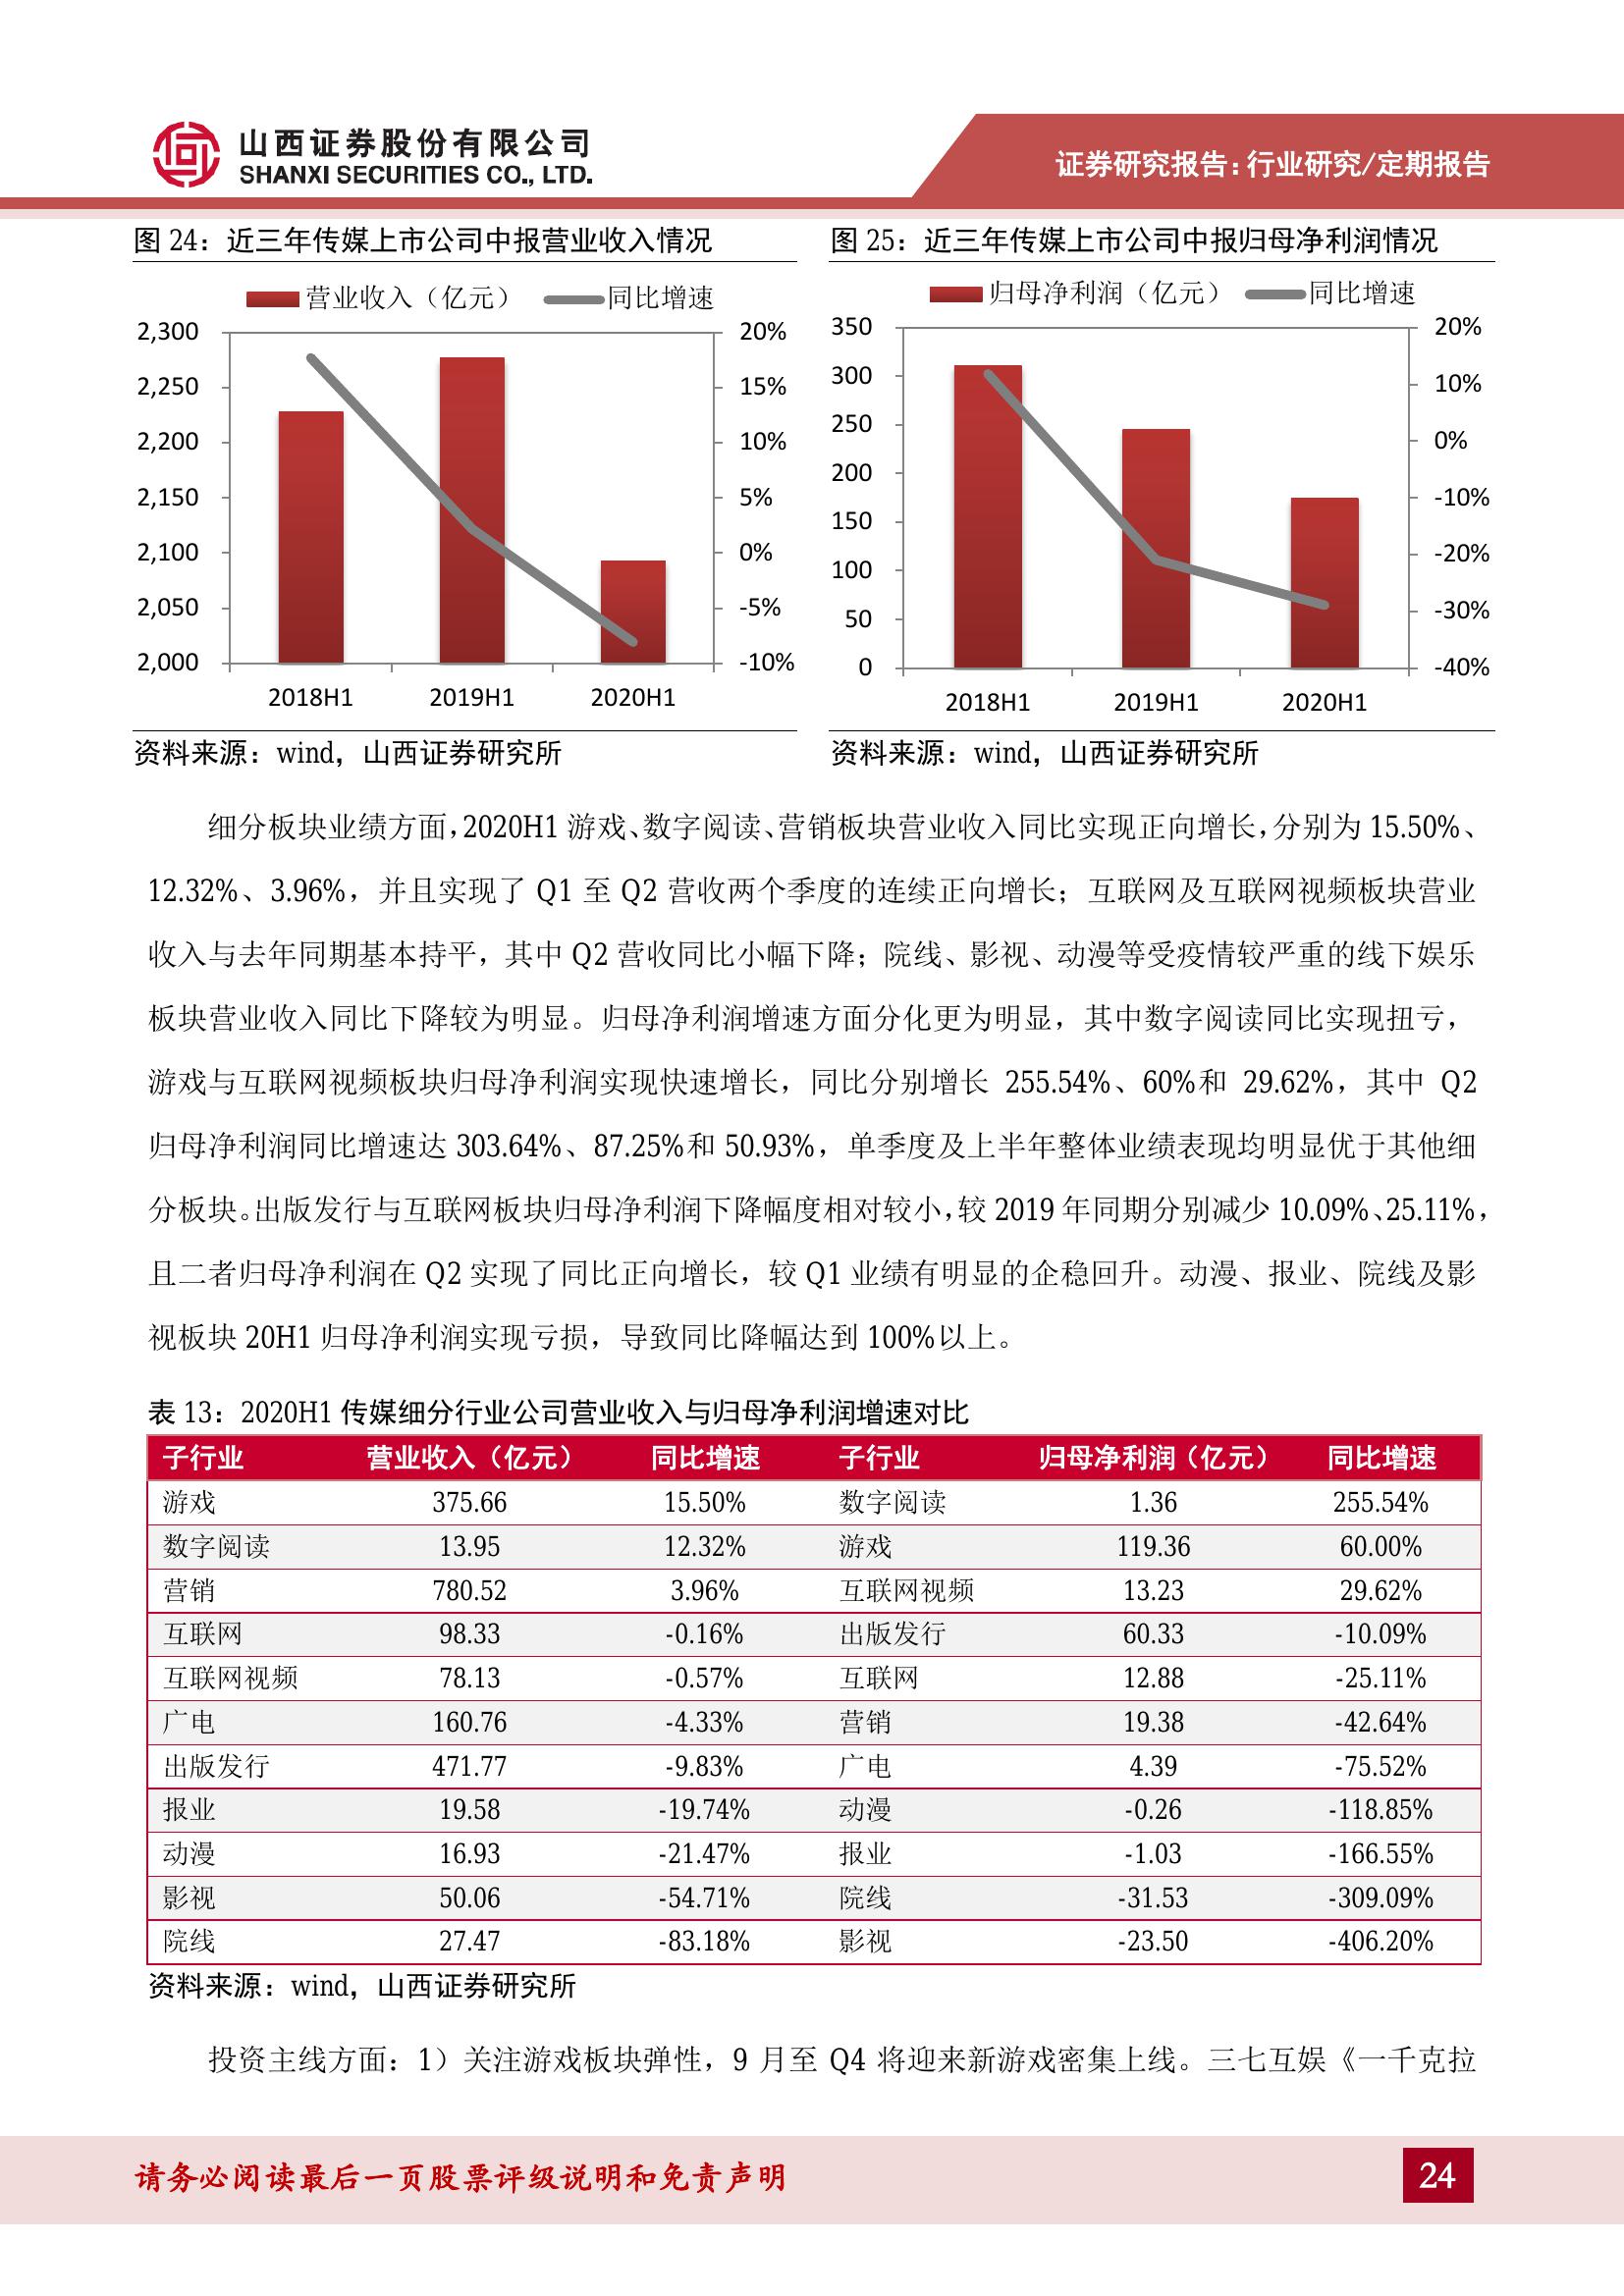 山西证券股份有限公司
SHANXI SECURITIES CO., LTD.
证券研究报告:行业研究/定期报告
图 24：近三年传媒上市公司中报营业收入情况
营业收入（亿元） 同比增速
2,300
2,250
2,200
2,150
2,100
2,050
2,000
20%
15%
10%
5%
0%
-5%
-10%
2018H1 2019H1 2020H1
资料来源：wind，山西证券研究所
图 25：近三年传媒上市公司中报归母净利润情况
归母净利润（亿元） 同比增速
350
300
250
200
150
100
50
0
20%
10%
0%
-10%
-20%
-30%
-40%
2018H1 2019H1 2020H1
资料来源：wind，山西证券研究所
细分板块业绩方面，2020H1 游戏、数字阅读、营销板块营业收入同比实现正向增长，分别为 15.50%、
12.32%、3.96%，并且实现了 Q1 至 Q2 营收两个季度的连续正向增长；互联网及互联网视频板块营业
收入与去年同期基本持平，其中 Q2 营收同比小幅下降；院线、影视、动漫等受疫情较严重的线下娱乐
板块营业收入同比下降较为明显。归母净利润增速方面分化更为明显，其中数字阅读同比实现扭亏，
游戏与互联网视频板块归母净利润实现快速增长，同比分别增长 255.54%、60%和 29.62%，其中 Q2
归母净利润同比增速达 303.64%、87.25%和 50.93%，单季度及上半年整体业绩表现均明显优于其他细
分板块。出版发行与互联网板块归母净利润下降幅度相对较小，较 2019 年同期分别减少 10.09%、25.11%，
且二者归母净利润在 Q2 实现了同比正向增长，较 Q1 业绩有明显的企稳回升。动漫、报业、院线及影
视板块 20H1 归母净利润实现亏损，导致同比降幅达到 100%以上。
表 13：2020H1 传媒细分行业公司营业收入与归母净利润增速对比
子行业 营业收入（亿元） 同比增速 子行业 归母净利润（亿元） 同比增速
游戏 375.66 15.50% 数字阅读 1.36 255.54%
数字阅读 13.95 12.32% 游戏 119.36 60.00%
营销 780.52 3.96% 互联网视频 13.23 29.62%
互联网 98.33 -0.16% 出版发行 60.33 -10.09%
互联网视频 78.13 -0.57% 互联网 12.88 -25.11%
广电 160.76 -4.33% 营销 19.38 -42.64%
出版发行 471.77 -9.83% 广电 4.39 -75.52%
报业 19.58 -19.74% 动漫 -0.26 -118.85%
动漫 16.93 -21.47% 报业 -1.03 -166.55%
影视 50.06 -54.71% 院线 -31.53 -309.09%
院线 27.47 -83.18% 影视 -23.50 -406.20%
资料来源：wind，山西证券研究所
投资主线方面：1）关注游戏板块弹性，9 月至 Q4 将迎来新游戏密集上线。三七互娱《一千克拉
请务必阅读最后一页股票评级说明和免责声明
24